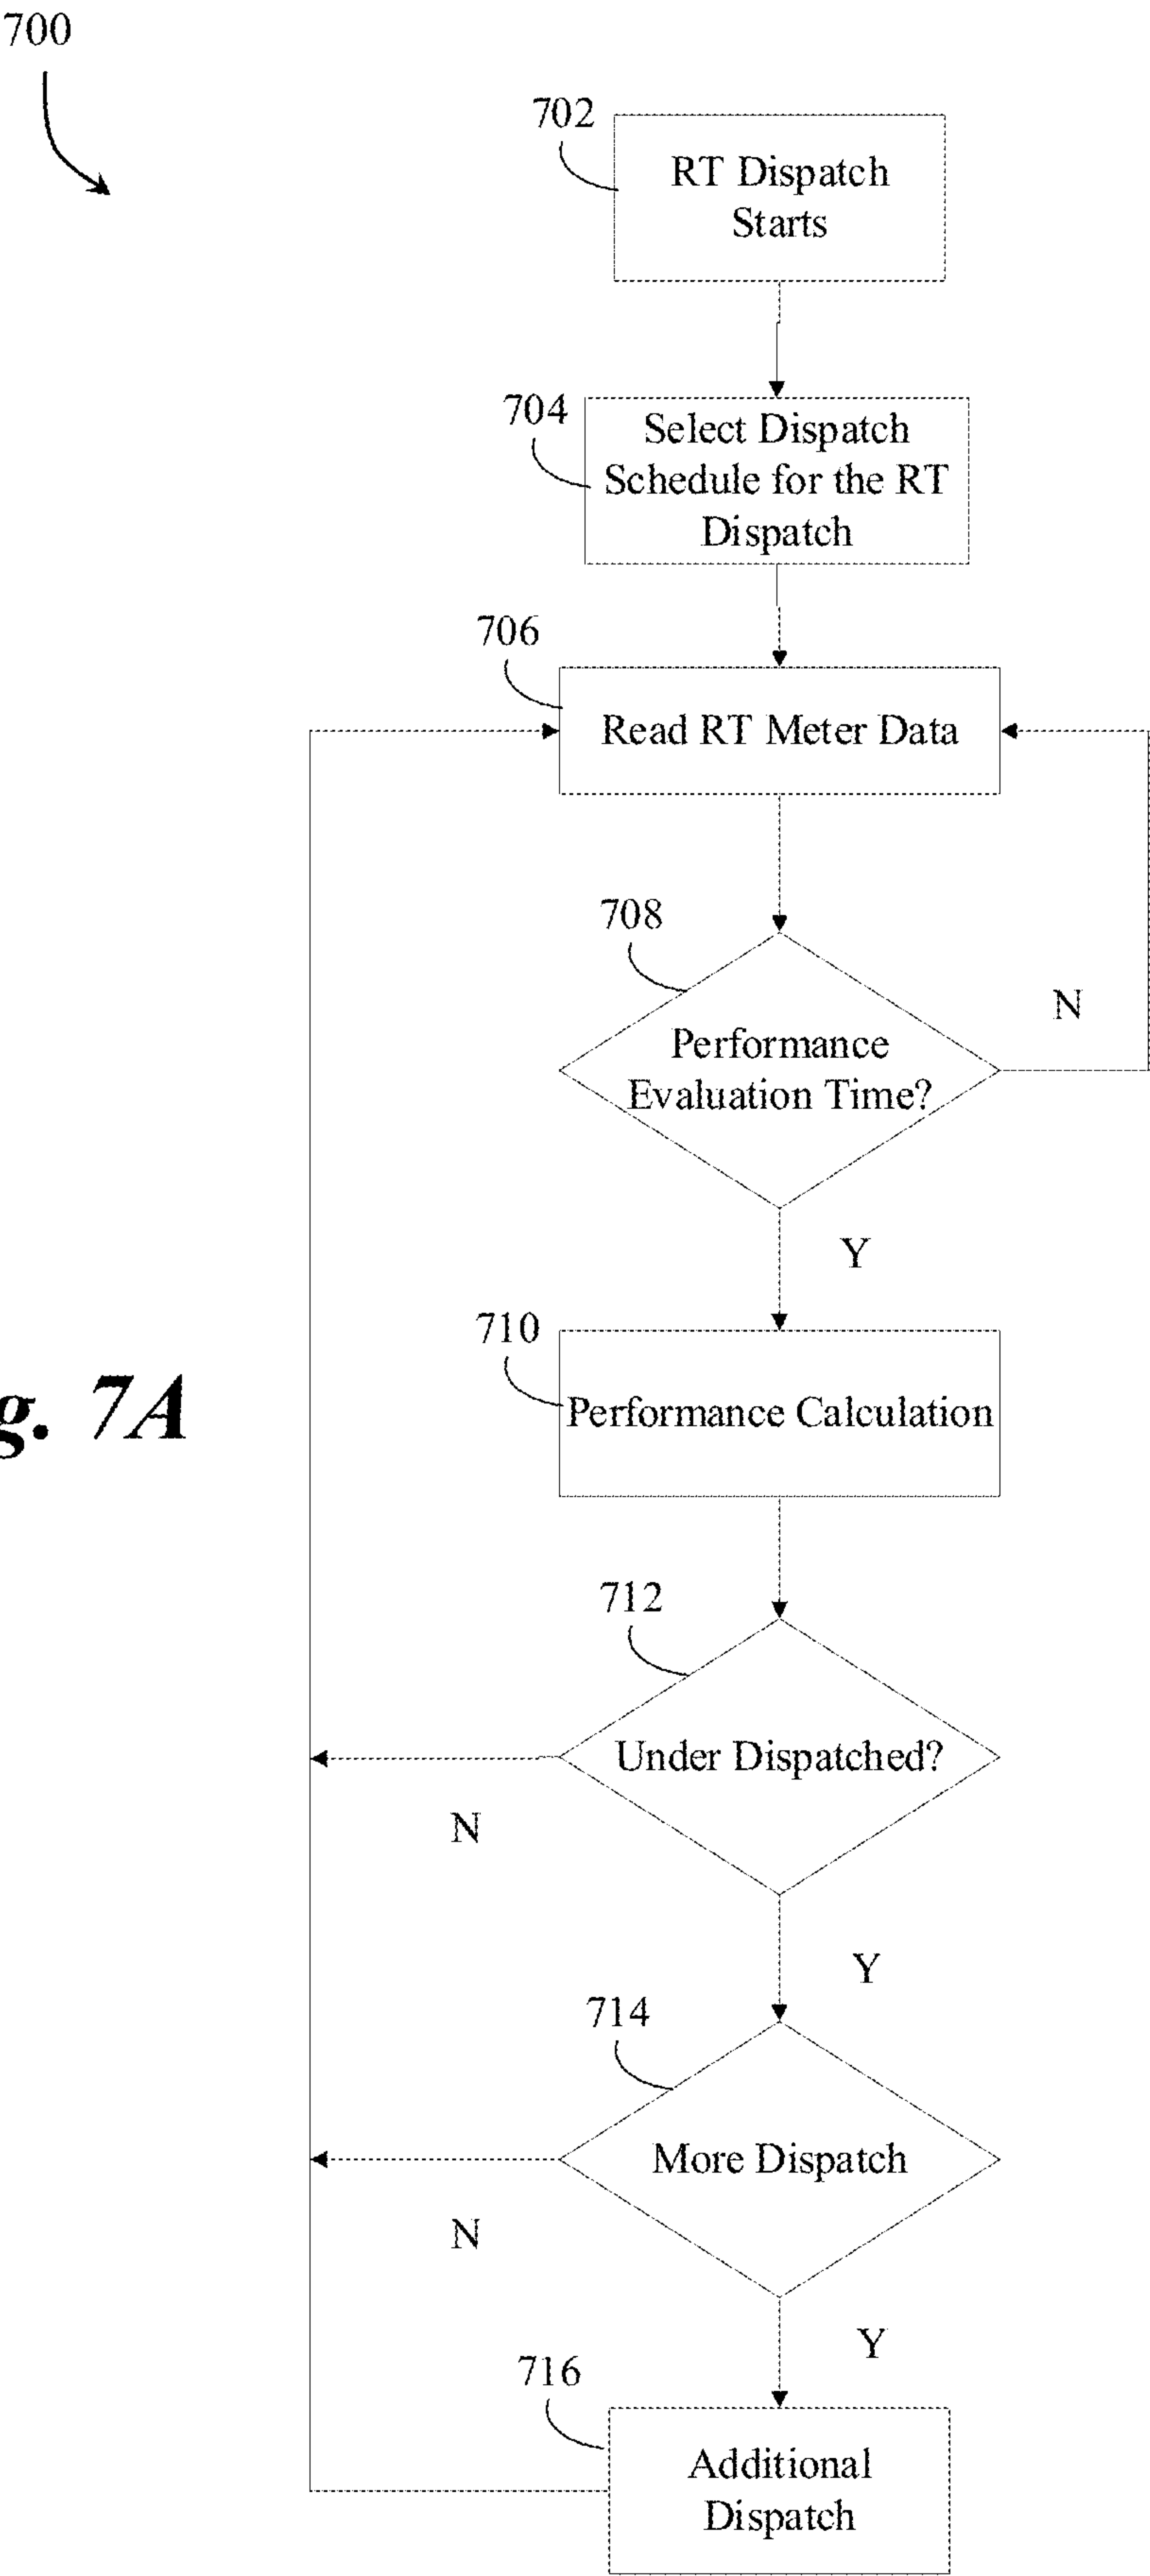 700
702
RT Dispatch
Starts
704
Select Dispatch
Schedule for the RT
Dispatch
706
Read RT Meter Data
708
Performance
Evaluation Time?
N
Y
710
Performance Calculation
g. 7A
712
Under Dispatched?
N
Y
714
More Dispatch
N
Y
716
Additional
Dispatch